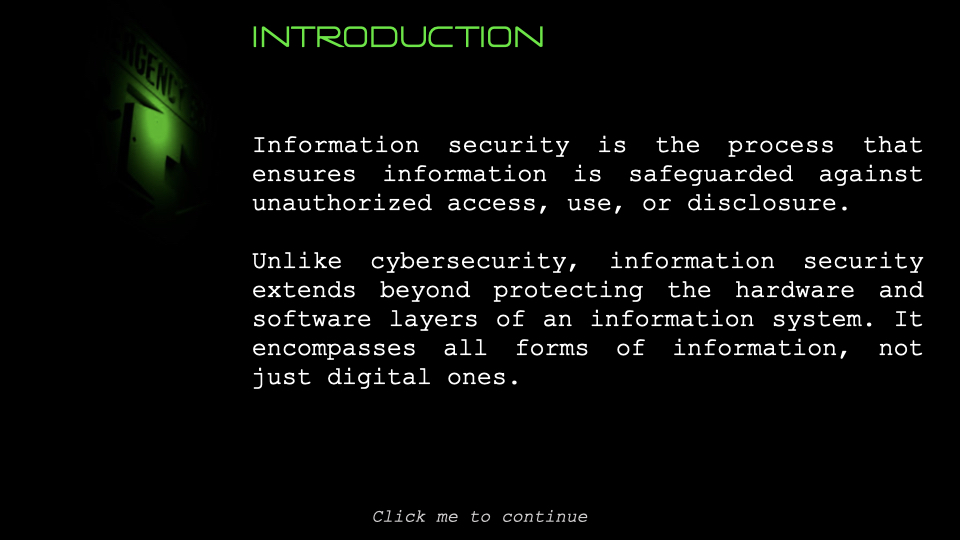 INTRODUCTION
Information security is the process that
ensures information is safeguarded against
unauthorized access, use, or disclosure.
Unlike cybersecurity, information security
extends beyond protecting the hardware and
software layers of an information system. It
encompasses all forms of information, not
just digital ones.
Click me to continue